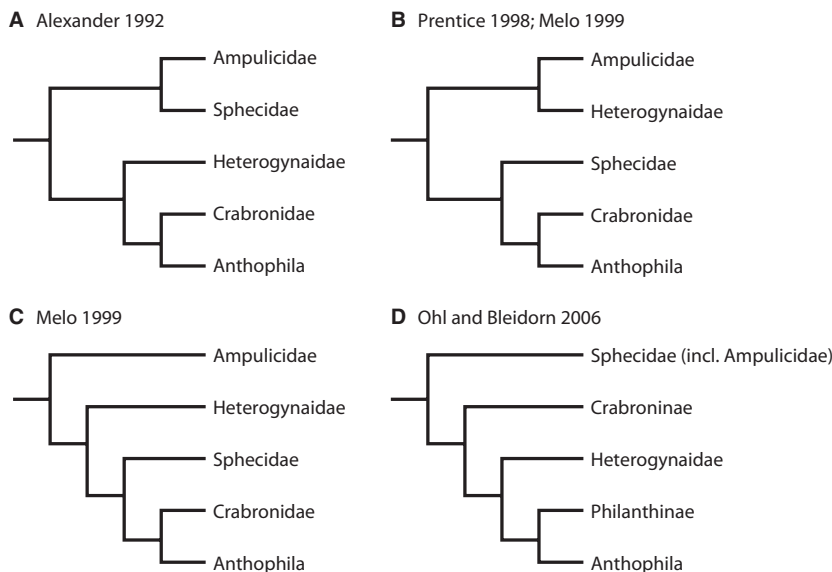 A Alexander 1992
Ampulicidae
Sphecidae
Heterogynaidae
Crabronidae
Anthophila
B Prentice 1998; Melo 1999
Ampulicidae
Heterogynaidae
Sphecidae
Crabronidae
Anthophila
C Melo 1999
Ampulicidae
Heterogynaidae
Sphecidae
Crabronidae
Anthophila
D Ohl and Bleidorn 2006
Sphecidae (incl. Ampulicidae)
Crabroninae
Heterogynaidae
Philanthinae
Anthophila